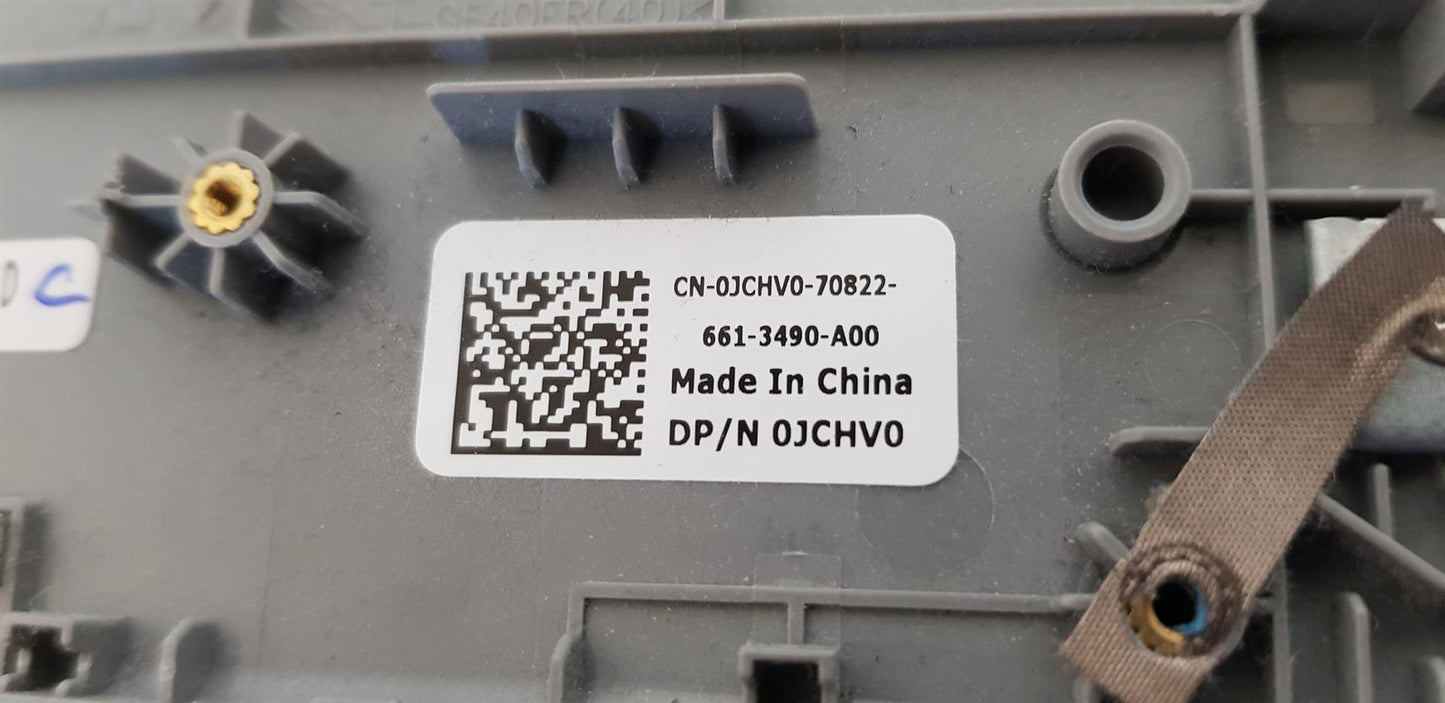 CN-0JCHV0-70822-
661-3490-A00
Made In China
DP/N 0JCHV0
C